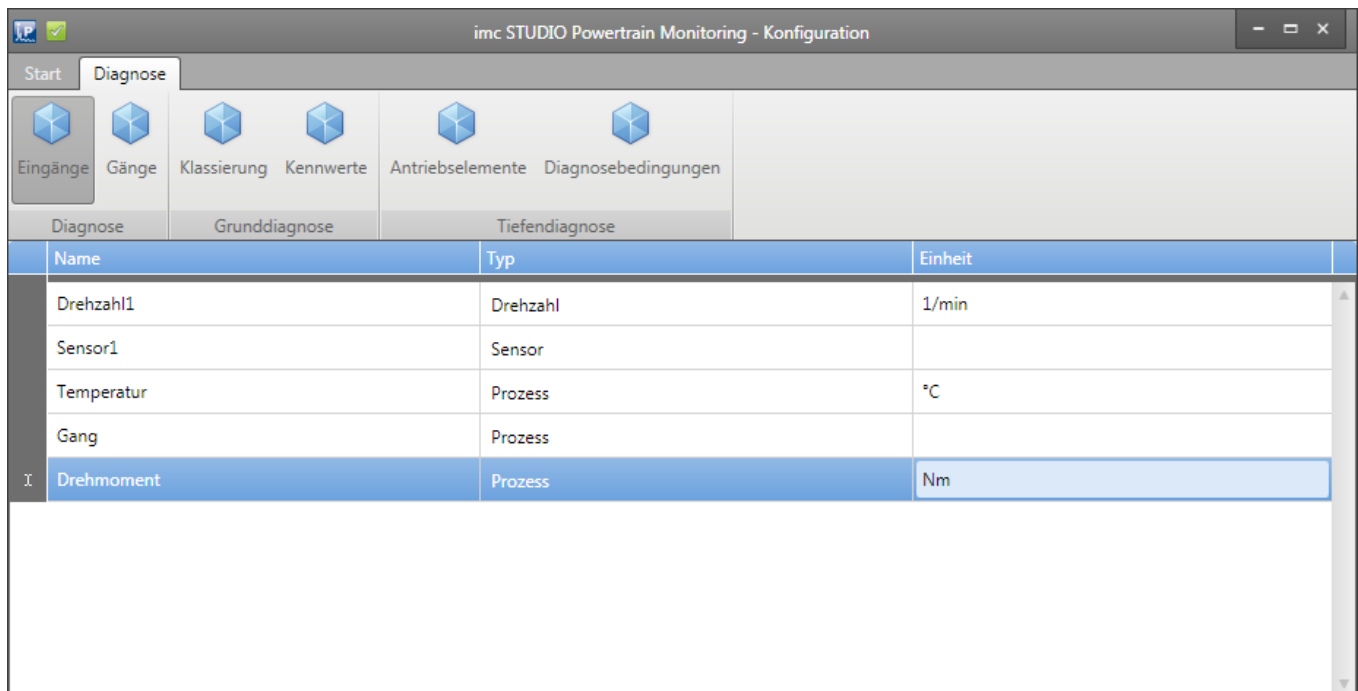 imc STUDIO Powertrain Monitoring - Konfiguration
Start Diagnose
Eingänge Gänge Klassierung Kennwerte Antriebselemente Diagnosebedingungen
Diagnose Grunddiagnose Tiefendiagnose
Name Typ Einheit
Drehzahl1 Drehzahl 1/min
Sensor1 Sensor
Temperatur Prozess °C
Gang Prozess
Drehmoment Prozess Nm